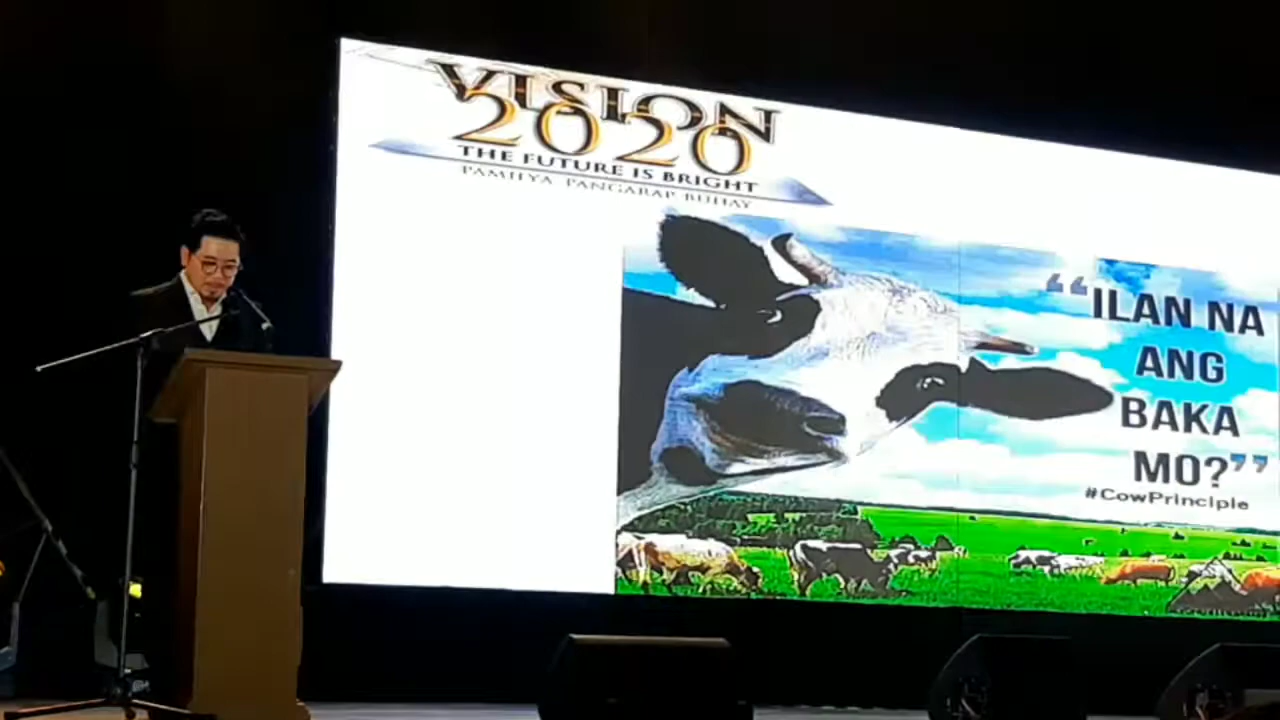 VISION
2020
THE FUTURE IS BRIGHT
PAMILYA PANGARAP BUHAY
“ILAN NA
ANG
BAKA
MO?”
#CowPrinciple